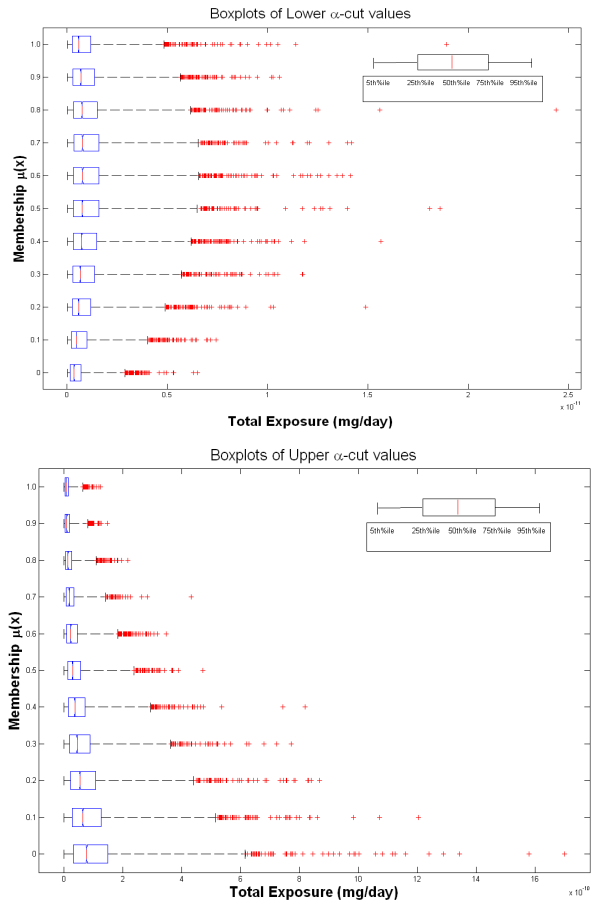 Boxplots of Lower α-cut values
1.0
0.9
0.8
0.7
0.6
0.5
0.4
0.3
0.2
0.1
0
Membership μ(x)
5th%ile 25th%ile 50th%ile 75th%ile 95th%ile
0 0.5 1 1.5 2 2.5
x 10⁻¹¹
Total Exposure (mg/day)
Boxplots of Upper α-cut values
1.0
0.9
0.8
0.7
0.6
0.5
0.4
0.3
0.2
0.1
0
Membership μ(x)
5th%ile 25th%ile 50th%ile 75th%ile 95th%ile
0 2 4 6 8 10 12 14 16
x 10⁻¹⁰
Total Exposure (mg/day)